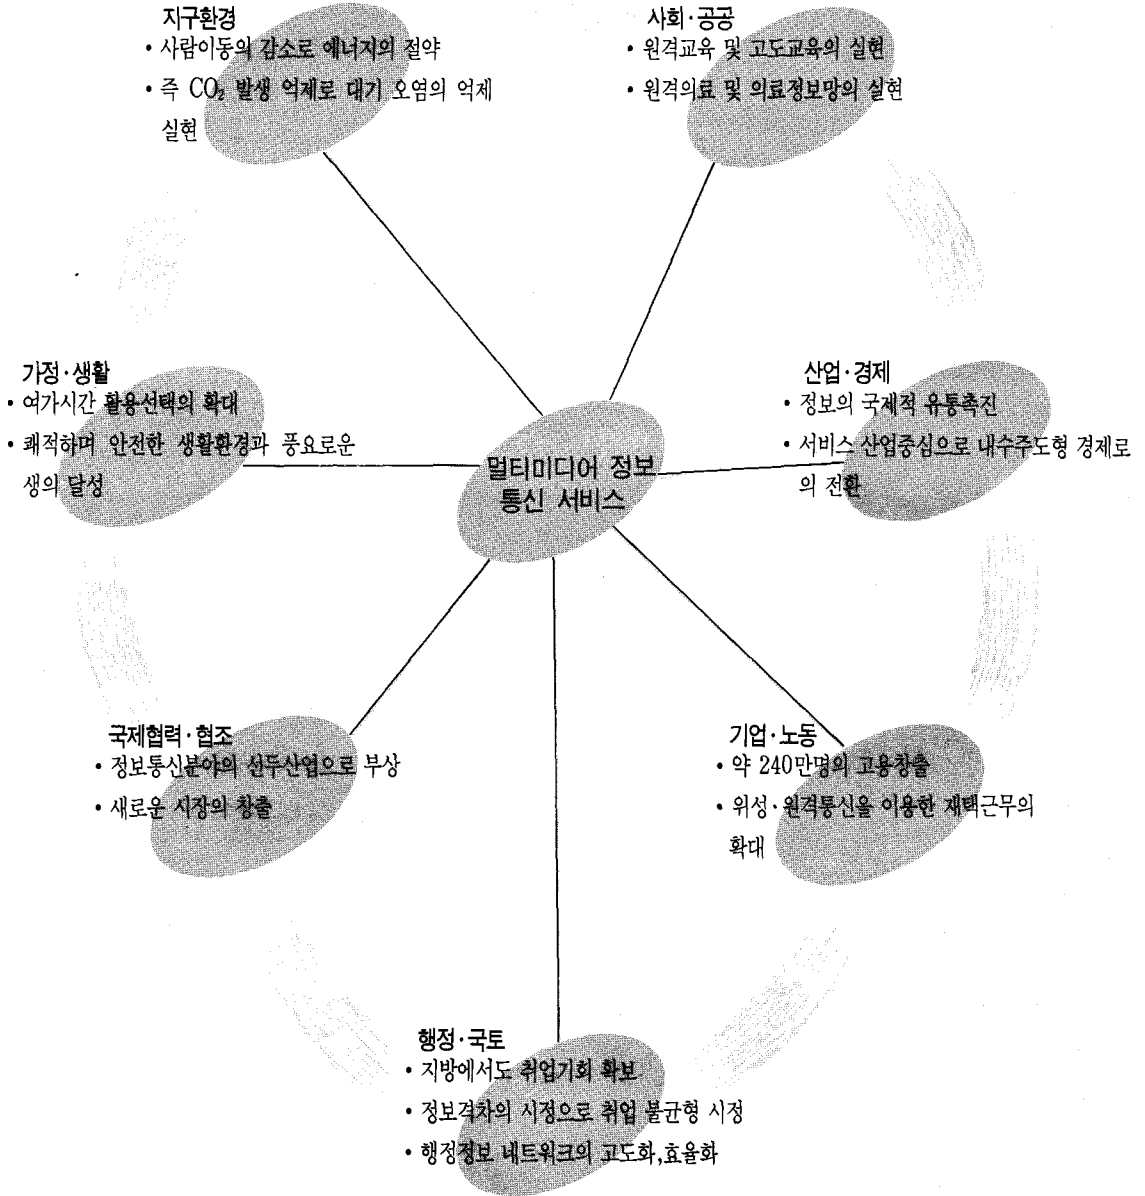 지구환경
• 사람이동의 감소로 에너지의 절약
• 즉 CO₂ 발생 억제로 대기 오염의 억제
실현
사회·공공
• 원격교육 및 고도교육의 실현
• 원격의료 및 의료정보망의 실현
가정·생활
• 여가시간 활용선택의 확대
• 쾌적하며 안전한 생활환경과 풍요로운
생의 달성
산업·경제
• 정보의 국제적 유통촉진
• 서비스 산업중심으로 내수주도형 경제로
의 전환
멀티미디어 정보
통신 서비스
국제협력·협조
• 정보통신분야의 선두산업으로 부상
• 새로운 시장의 창출
기업·노동
• 약 240만명의 고용창출
• 위성·원격통신을 이용한 재택근무의
확대
행정·국토
• 지방에서도 취업기회 확보
• 정보격차의 시정으로 취업 불균형 시정
• 행정정보 네트워크의 고도화,효율화